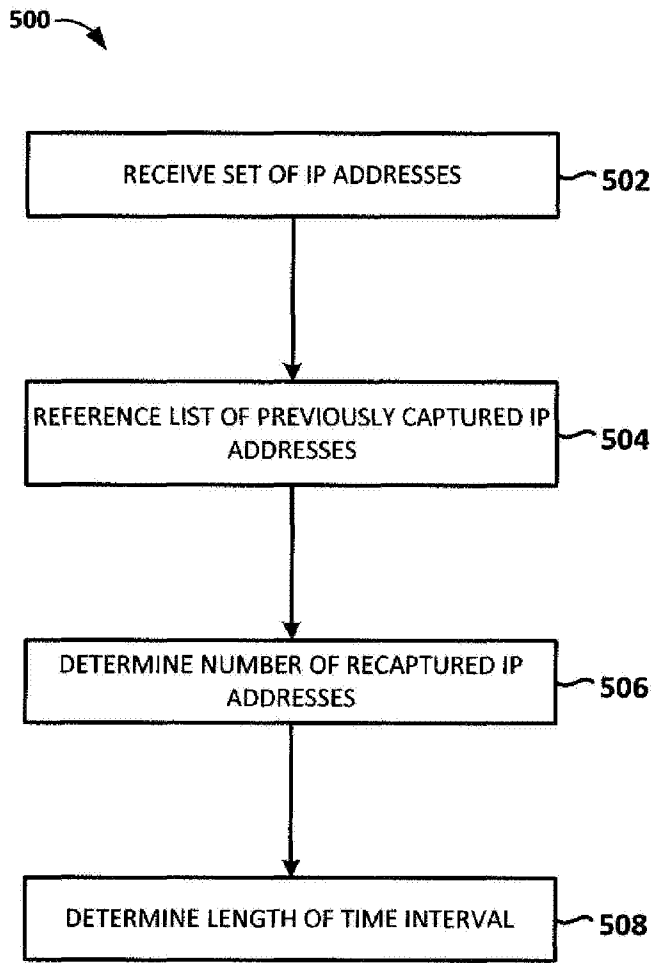 500
RECEIVE SET OF IP ADDRESSES
502
REFERENCE LIST OF PREVIOUSLY CAPTURED IP
ADDRESSES
504
DETERMINE NUMBER OF RECAPTURED IP
ADDRESSES
506
DETERMINE LENGTH OF TIME INTERVAL
508